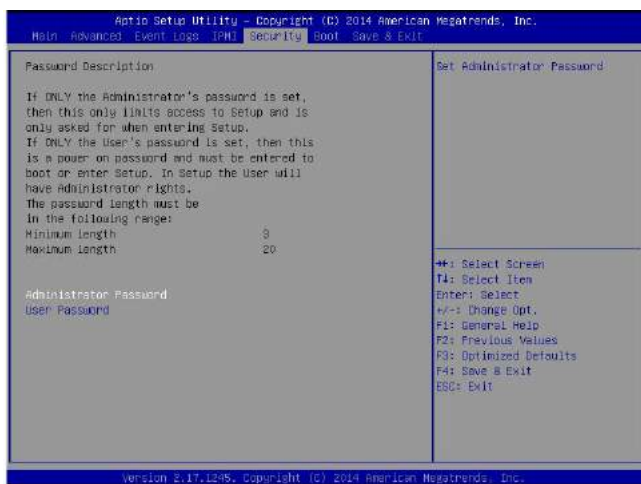 Aptio Setup Utility – Copyright (C) 2014 American Megatrends, Inc.
Main Advanced Event Logs IPMI Security Boot Save & Exit
Password Description
If ONLY the Administrator's password is set,
then this only limits access to Setup and is
only asked for when entering Setup.
If ONLY the User's password is set, then this
is a power on password and must be entered to
boot or enter Setup. In Setup the User will
have Administrator rights.
The password length must be
in the following range:
Minimum length 3
Maximum length 20
Administrator Password
User Password
Set Administrator Password
→←: Select Screen
↑↓: Select Item
Enter: Select
+/-: Change Opt.
F1: General Help
F2: Previous Values
F3: Optimized Defaults
F4: Save & Exit
ESC: Exit
Version 2.17.1245. Copyright (C) 2014 American Megatrends, Inc.